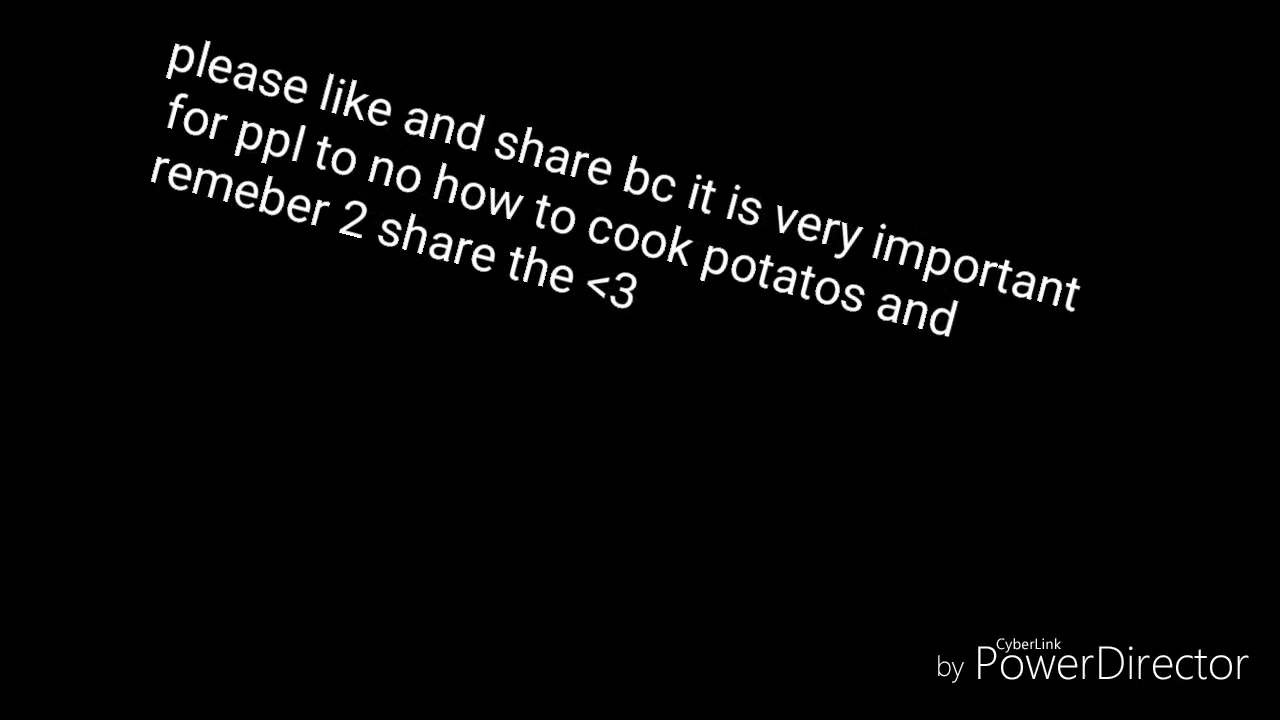 please like and share bc it is very important
for ppl to no how to cook potatos and
remeber 2 share the <3
CyberLink
by PowerDirector